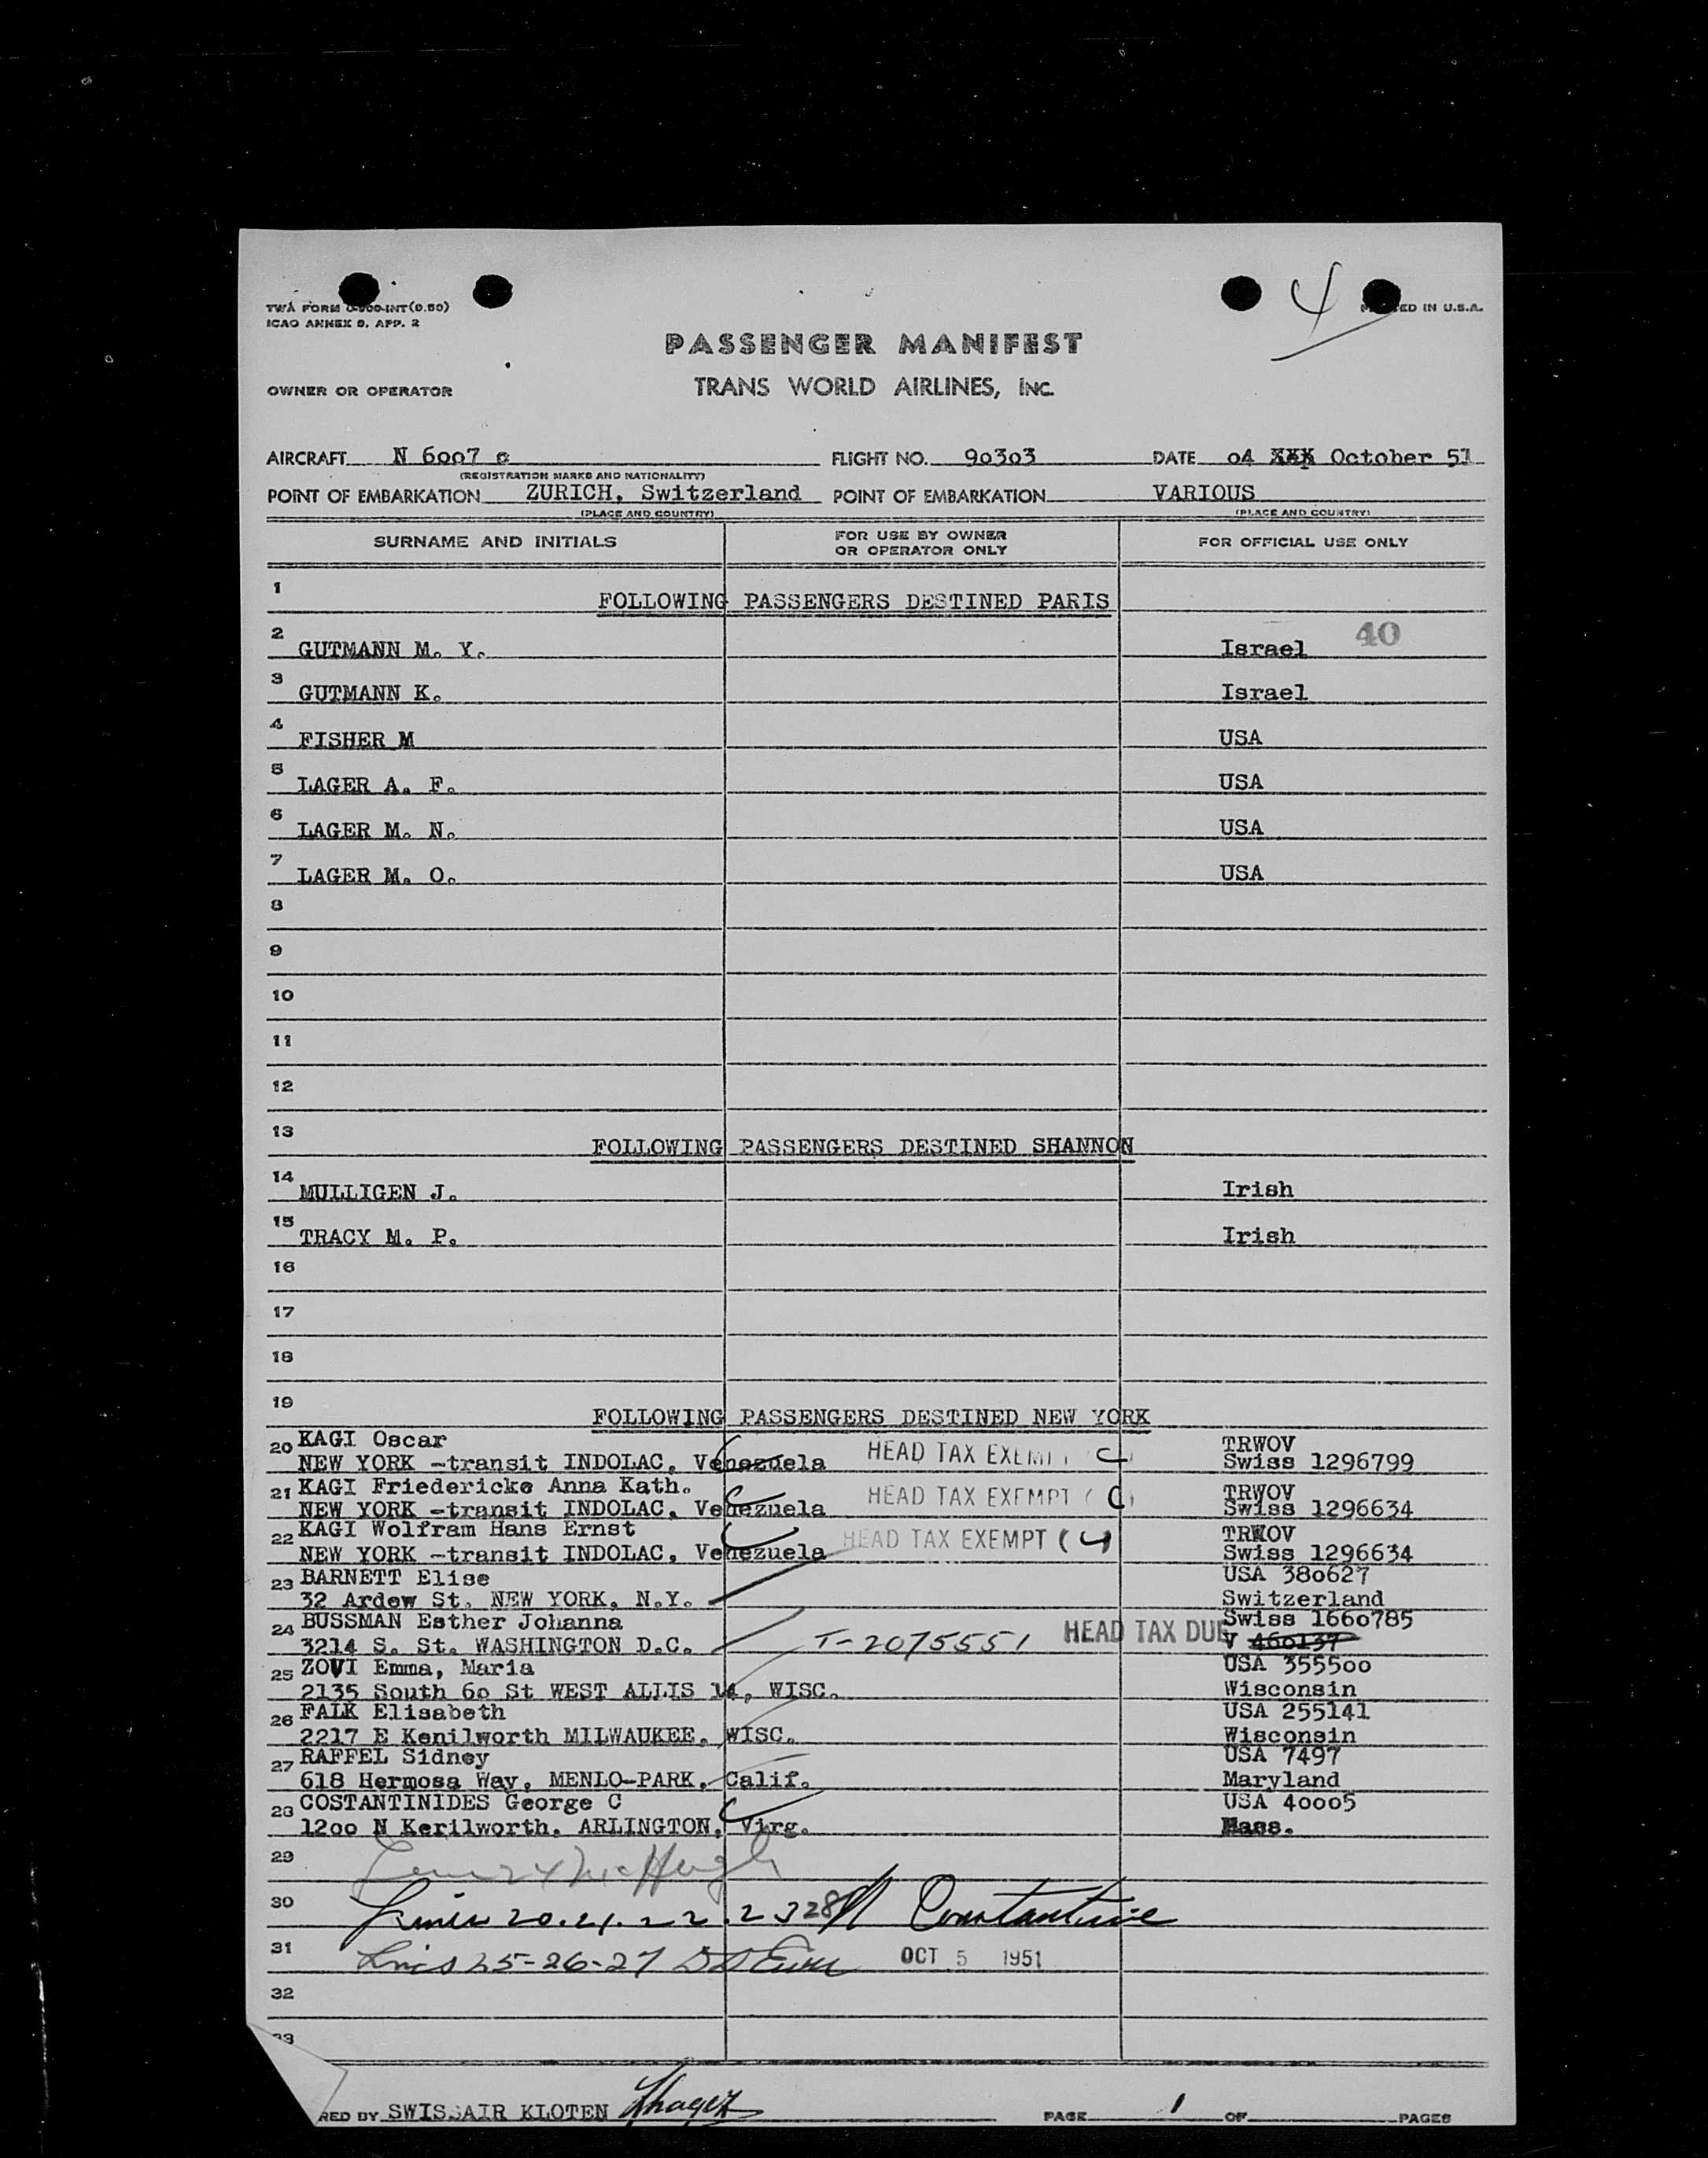 TWA FORM
ICAO ANNEX 9, APP. 2
4
IN U.S.A.
PASSENGER MANIFEST
OWNER OR OPERATOR TRANS WORLD AIRLINES, INC.
AIRCRAFT N 6007 c FLIGHT NO. 90303 DATE 04 October 51
(REGISTRATION MARKS AND NATIONALITY)
POINT OF EMBARKATION ZURICH, Switzerland POINT OF EMBARKATION VARIOUS
(PLACE AND COUNTRY) (PLACE AND COUNTRY)
SURNAME AND INITIALS FOR USE BY OWNER OR OPERATOR ONLY FOR OFFICIAL USE ONLY
1 FOLLOWING PASSENGERS DESTINED PARIS
40
2 GUTMANN M. Y. Israel
3 GUTMANN K. Israel
4 FISHER M USA
5 LAGER A. F. USA
6 LAGER M. N. USA
7 LAGER M. O. USA
8
9
10
11
12
13 FOLLOWING PASSENGERS DESTINED SHANNON
14 MULLIGEN J. Irish
15 TRACY M. P. Irish
16
17
18
19 FOLLOWING PASSENGERS DESTINED NEW YORK
20 KAGI Oscar TRWOV
NEW YORK -transit INDOLAC, Venezuela HEAD TAX EXEMPT Swiss 1296799
21 KAGI Friedericke Anna Kath. TRWOV
NEW YORK -transit INDOLAC, Venezuela HEAD TAX EXEMPT Swiss 1296634
22 KAGI Wolfram Hans Ernst TRWOV
NEW YORK -transit INDOLAC, Venezuela HEAD TAX EXEMPT Swiss 1296634
23 BARNETT Elise USA 380627
32 Ardew St. NEW YORK, N.Y. Switzerland
24 BUSSMAN Esther Johanna Swiss 1660785
3214 S. St. WASHINGTON D.C. T-2075551 HEAD TAX DUE V 460137
25 ZOVI Emma, Maria USA 355500
2135 South 60 St WEST ALLIS 14, WISC. Wisconsin
26 FALK Elisabeth USA 255141
2217 E Kenilworth MILWAUKEE, WISC. Wisconsin
27 RAFFEL Sidney USA 7497
618 Hermosa Way, MENLO-PARK, Calif. Maryland
28 COSTANTINIDES George C USA 40005
1200 N Kerilworth, ARLINGTON, Virg. Mass.
29
30 20.21.22.23 28
31 25-26-27 OCT 5 1951
32
33
RED BY SWISSAIR KLOTEN PAGE 1 OF PAGES